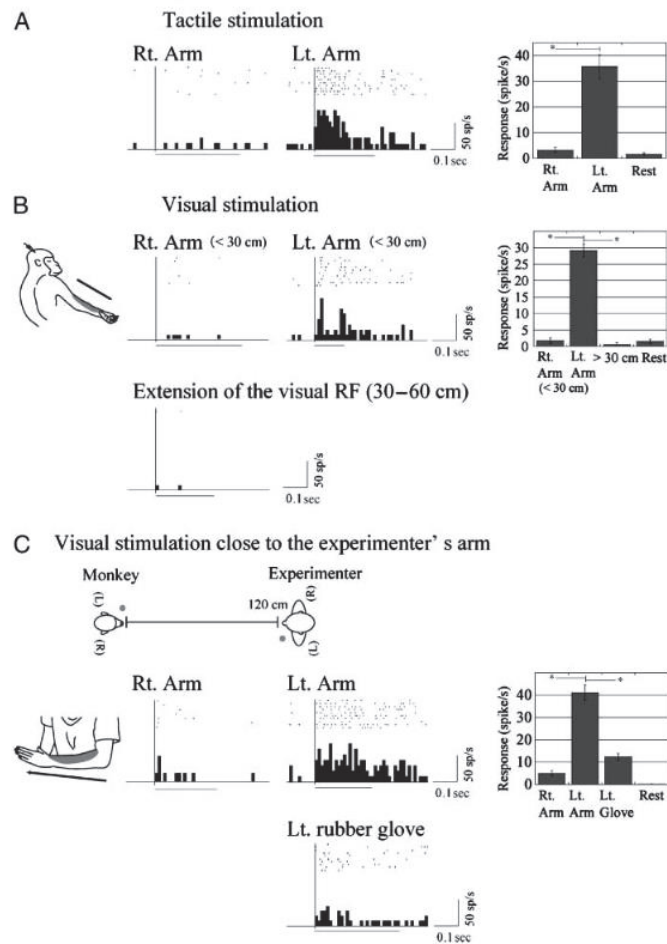 A
Tactile stimulation
Rt. Arm
Lt. Arm
50 sp/s
0.1 sec
Response (spike/s)
40
30
20
10
0
*
Rt. Arm
Lt. Arm
Rest
B
Visual stimulation
Rt. Arm (< 30 cm)
Lt. Arm (< 30 cm)
50 sp/s
0.1 sec
Response (spike/s)
30
25
20
15
10
5
0
* *
Rt. Arm (< 30 cm)
Lt. Arm
> 30 cm
Rest
Extension of the visual RF (30–60 cm)
50 sp/s
0.1 sec
C
Visual stimulation close to the experimenter' s arm
Monkey
Experimenter
(L)
(R)
120 cm
(R)
(L)
Rt. Arm
Lt. Arm
50 sp/s
0.1 sec
Response (spike/s)
40
30
20
10
0
* *
Rt. Arm
Lt. Arm
Lt. Glove
Rest
Lt. rubber glove
50 sp/s
0.1 sec